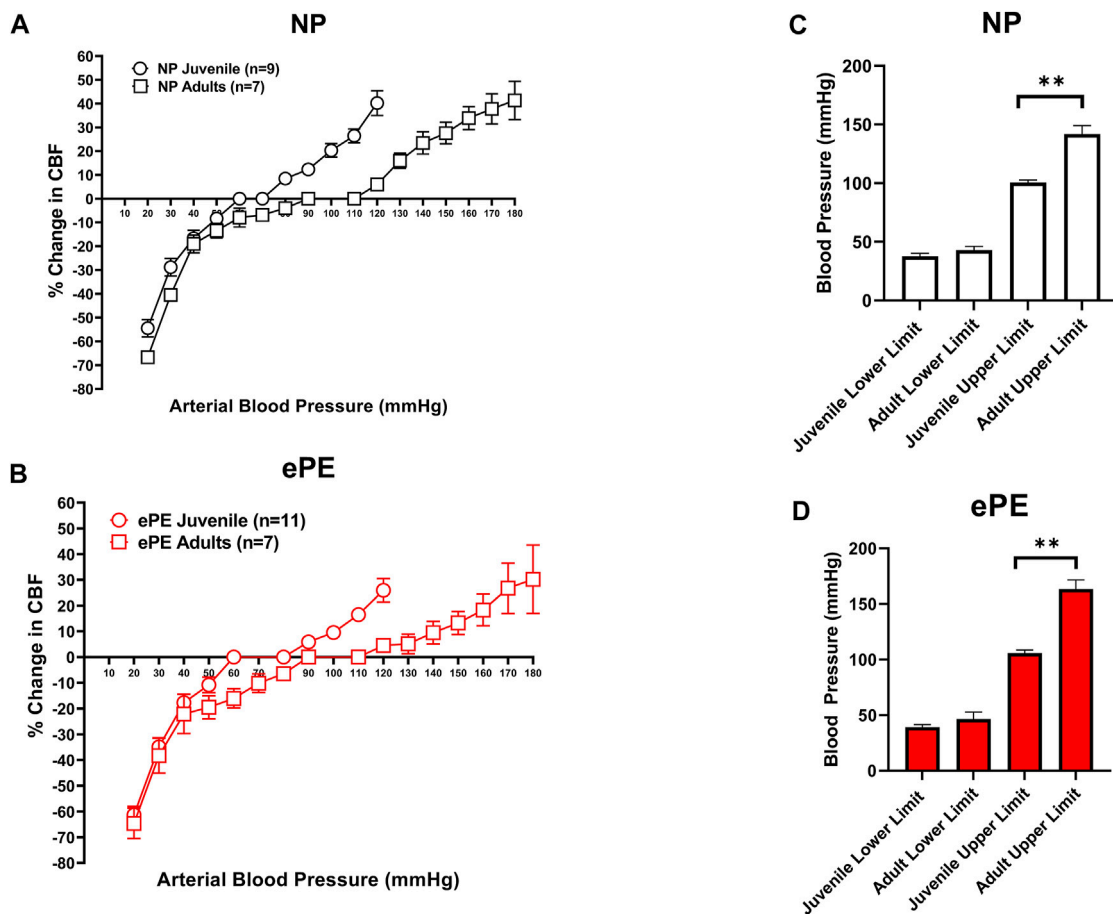 A
NP
60
50
40
30
20
10
0
-10
-20
-30
-40
-50
-60
-70
-80
% Change in CBF
NP Juvenile (n=9)
NP Adults (n=7)
10 20 30 40 50 90 100 110 120 130 140 150 160 170 180
Arterial Blood Pressure (mmHg)
B
ePE
60
50
40
30
20
10
0
-10
-20
-30
-40
-50
-60
-70
-80
% Change in CBF
ePE Juvenile (n=11)
ePE Adults (n=7)
10 20 30 40 50 60 70 80 90 100 110 120 130 140 150 160 170 180
Arterial Blood Pressure (mmHg)
C
NP
200
150
100
50
0
Blood Pressure (mmHg)
**
Juvenile Lower Limit
Adult Lower Limit
Juvenile Upper Limit
Adult Upper Limit
D
ePE
200
150
100
50
0
Blood Pressure (mmHg)
**
Juvenile Lower Limit
Adult Lower Limit
Juvenile Upper Limit
Adult Upper Limit